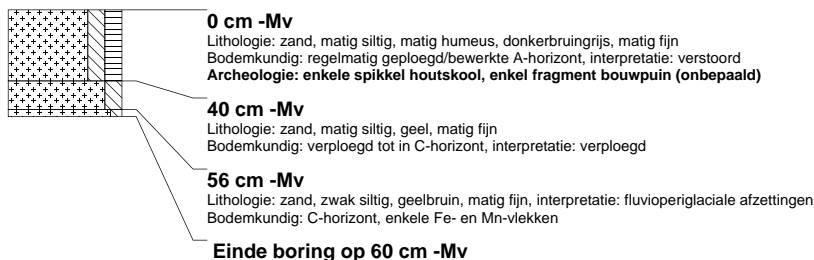 0 cm -Mv
Lithologie: zand, matig siltig, matig humeus, donkerbruingrijs, matig fijn
Bodemkundig: regelmatig geploegd/bewerkte A-horizont, interpretatie: verstoord
Archeologie: enkele spikkel houtskool, enkel fragment bouwpuin (onbepaald)
40 cm -Mv
Lithologie: zand, matig siltig, geel, matig fijn
Bodemkundig: verploegd tot in C-horizont, interpretatie: verploegd
56 cm -Mv
Lithologie: zand, zwak siltig, geelbruin, matig fijn, interpretatie: fluvioperiglaciale afzettingen
Bodemkundig: C-horizont, enkele Fe- en Mn-vlekken
Einde boring op 60 cm -Mv